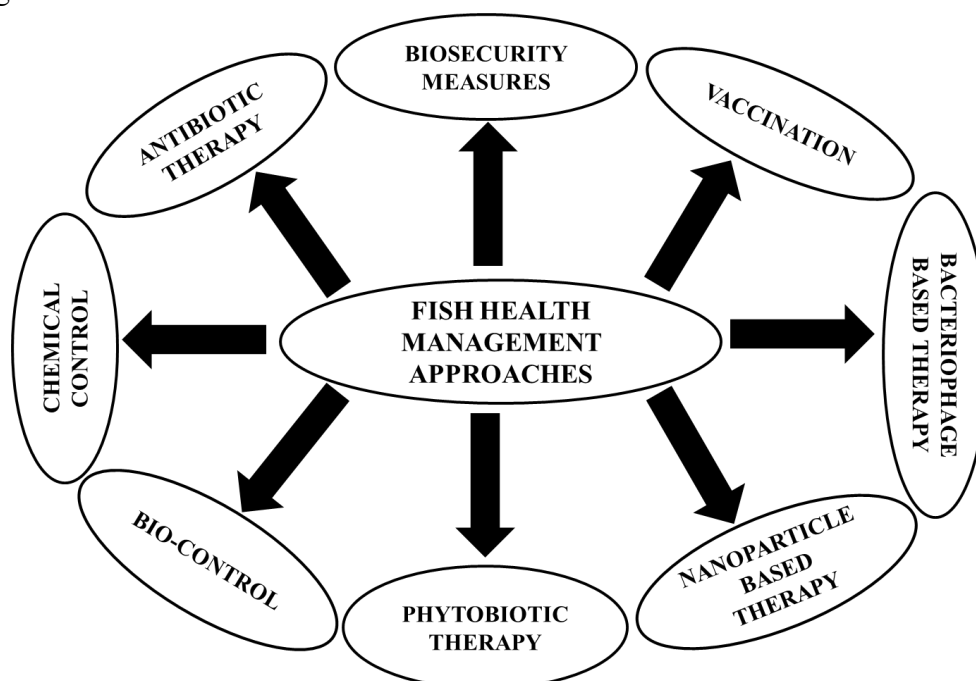 BIOSECURITY
MEASURES
VACCINATION
BACTERIOPHAGE
BASED THERAPY
NANOPARTICLE
BASED
THERAPY
PHYTOBIOTIC
THERAPY
BIO-CONTROL
CHEMICAL
CONTROL
ANTIBIOTIC
THERAPY
FISH HEALTH
MANAGEMENT
APPROACHES